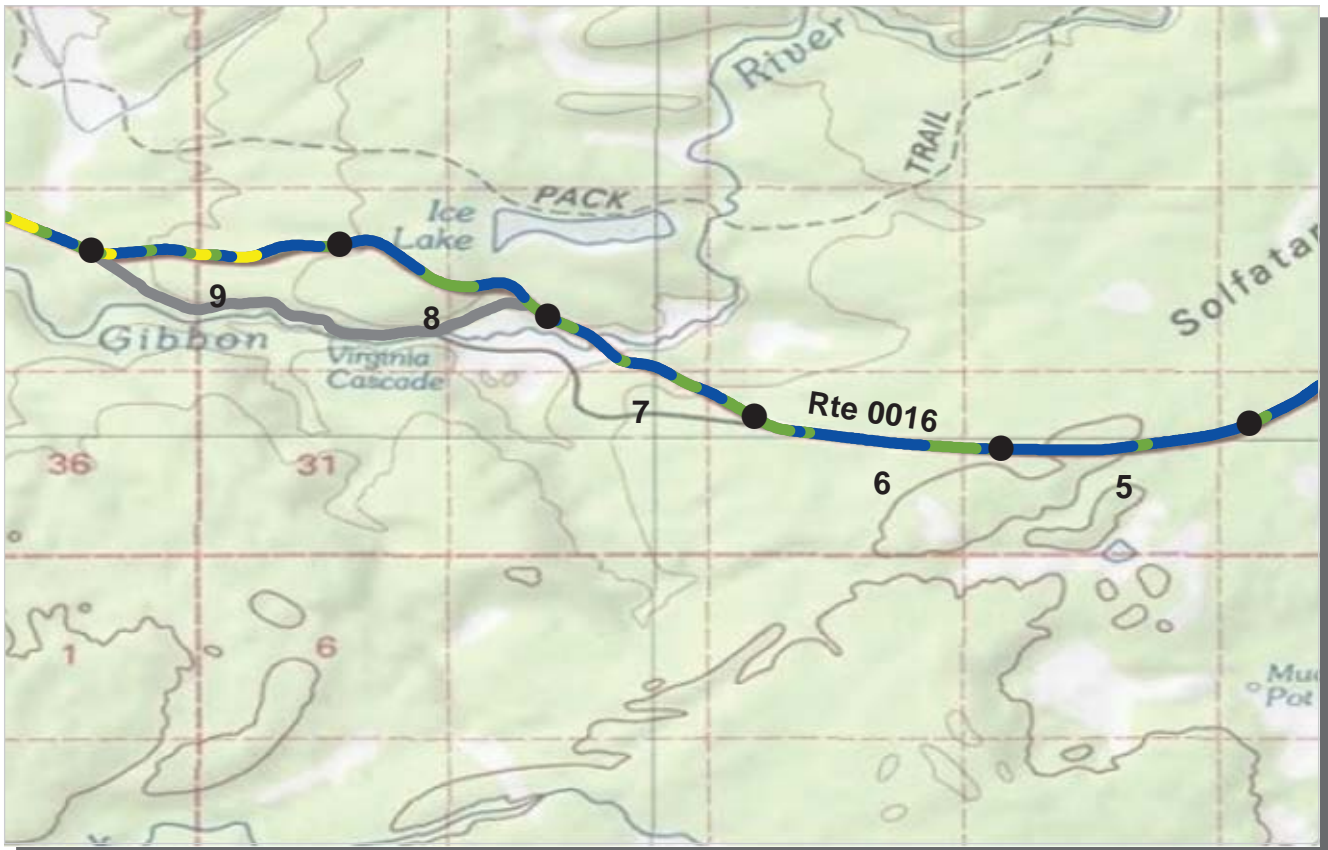 River
TRAIL
PACK
Ice
Lake
Solfatar
9
8
Gibbon
Virginia
Cascade
7
Rte 0016
36
31
6
5
1
6
Mu
Pot